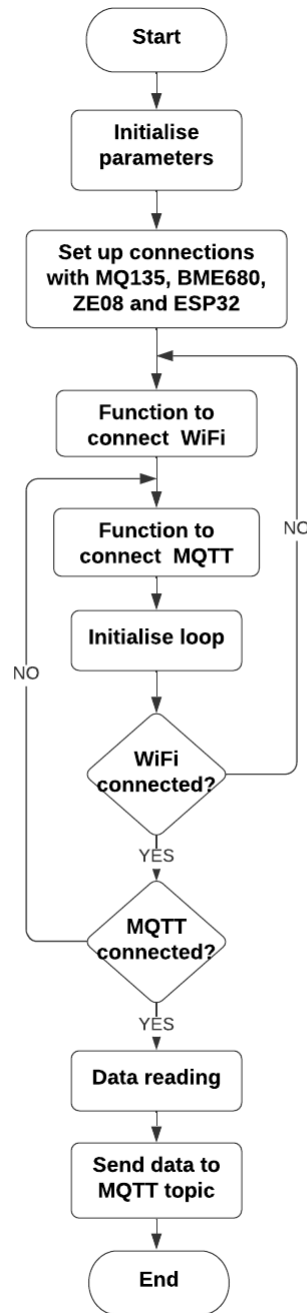 Start
Initialise
parameters
Set up connections
with MQ135, BME680,
ZE08 and ESP32
Function to
connect WiFi
NO
Function to
connect MQTT
Initialise loop
NO
WiFi
connected?
YES
MQTT
connected?
YES
Data reading
Send data to
MQTT topic
End